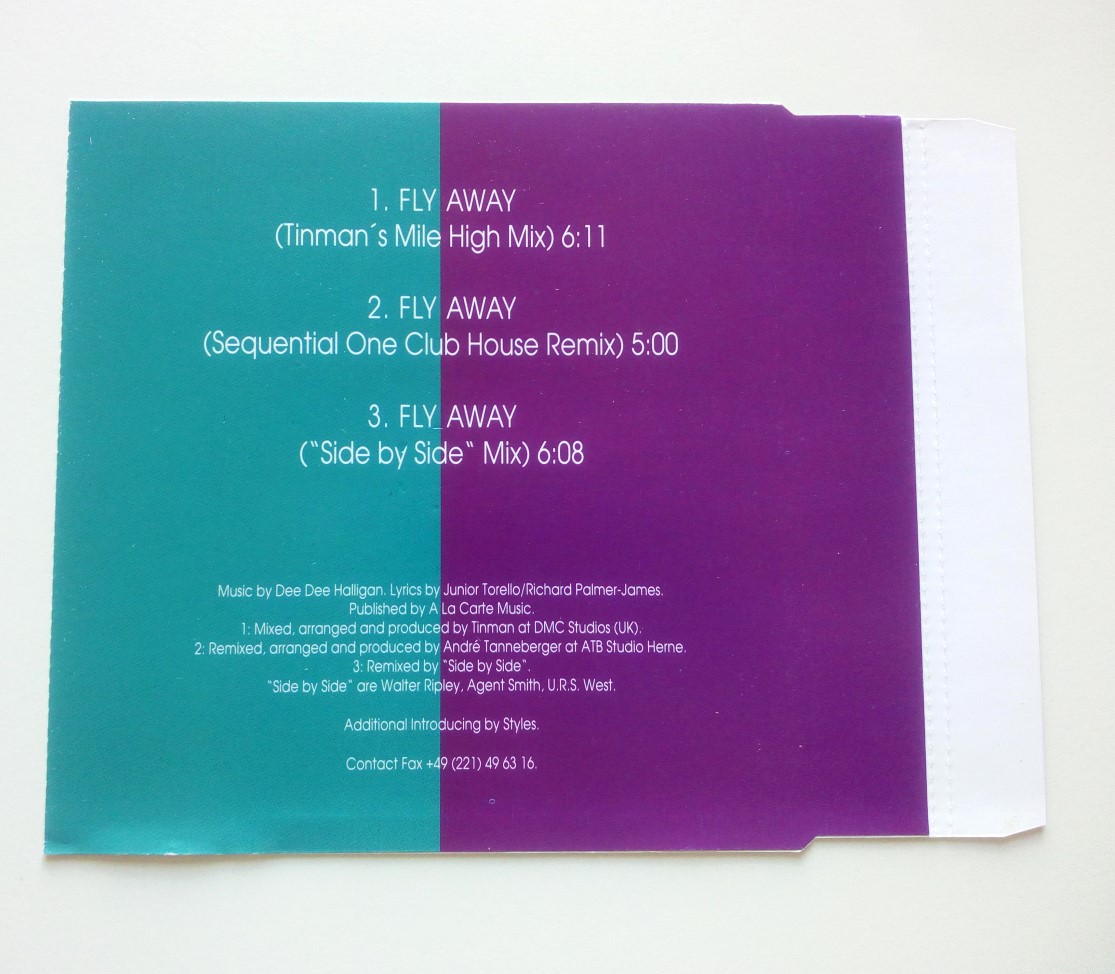 1. FLY AWAY
(Tinman´s Mile High Mix) 6:11
2. FLY AWAY
(Sequential One Club House Remix) 5:00
3. FLY AWAY
(“Side by Side“ Mix) 6:08
Music by Dee Dee Halligan. Lyrics by Junior Torello/Richard Palmer-James.
Published by A La Carte Music.
1: Mixed, arranged and produced by Tinman at DMC Studios (UK).
2: Remixed, arranged and produced by André Tanneberger at ATB Studio Herne.
3: Remixed by “Side by Side“.
“Side by Side“ are Walter Ripley, Agent Smith, U.R.S. West.
Additional Introducing by Styles.
Contact Fax +49 (221) 49 63 16.